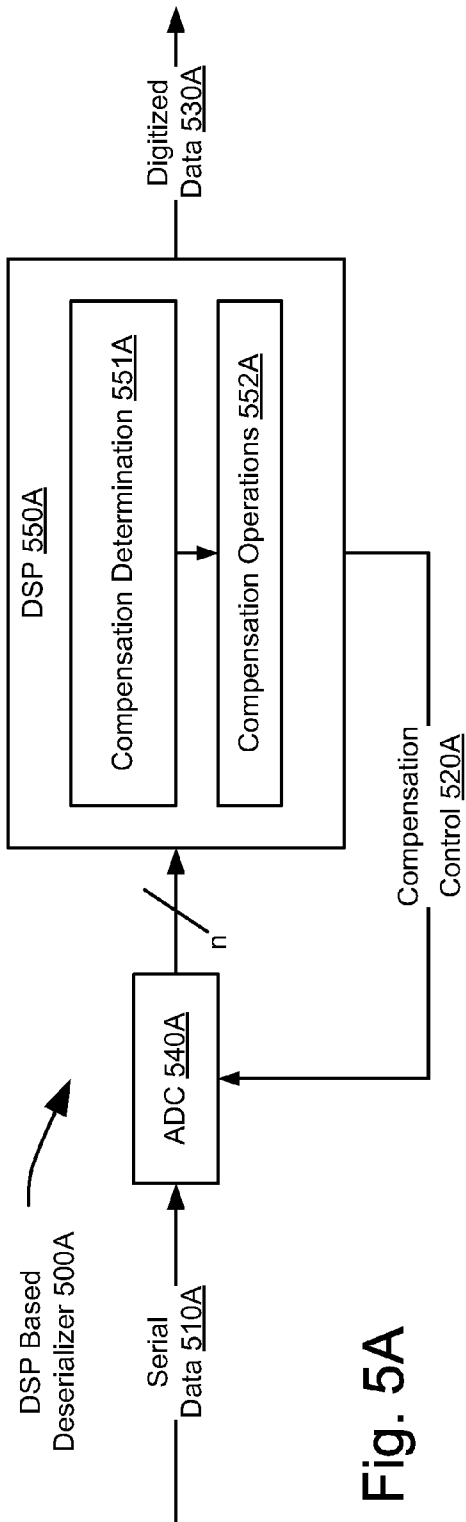 DSP Based
Deserializer 500A
Serial
Data 510A
ADC 540A
n
DSP 550A
Compensation Determination 551A
Compensation Operations 552A
Compensation
Control 520A
Digitized
Data 530A
Fig. 5A